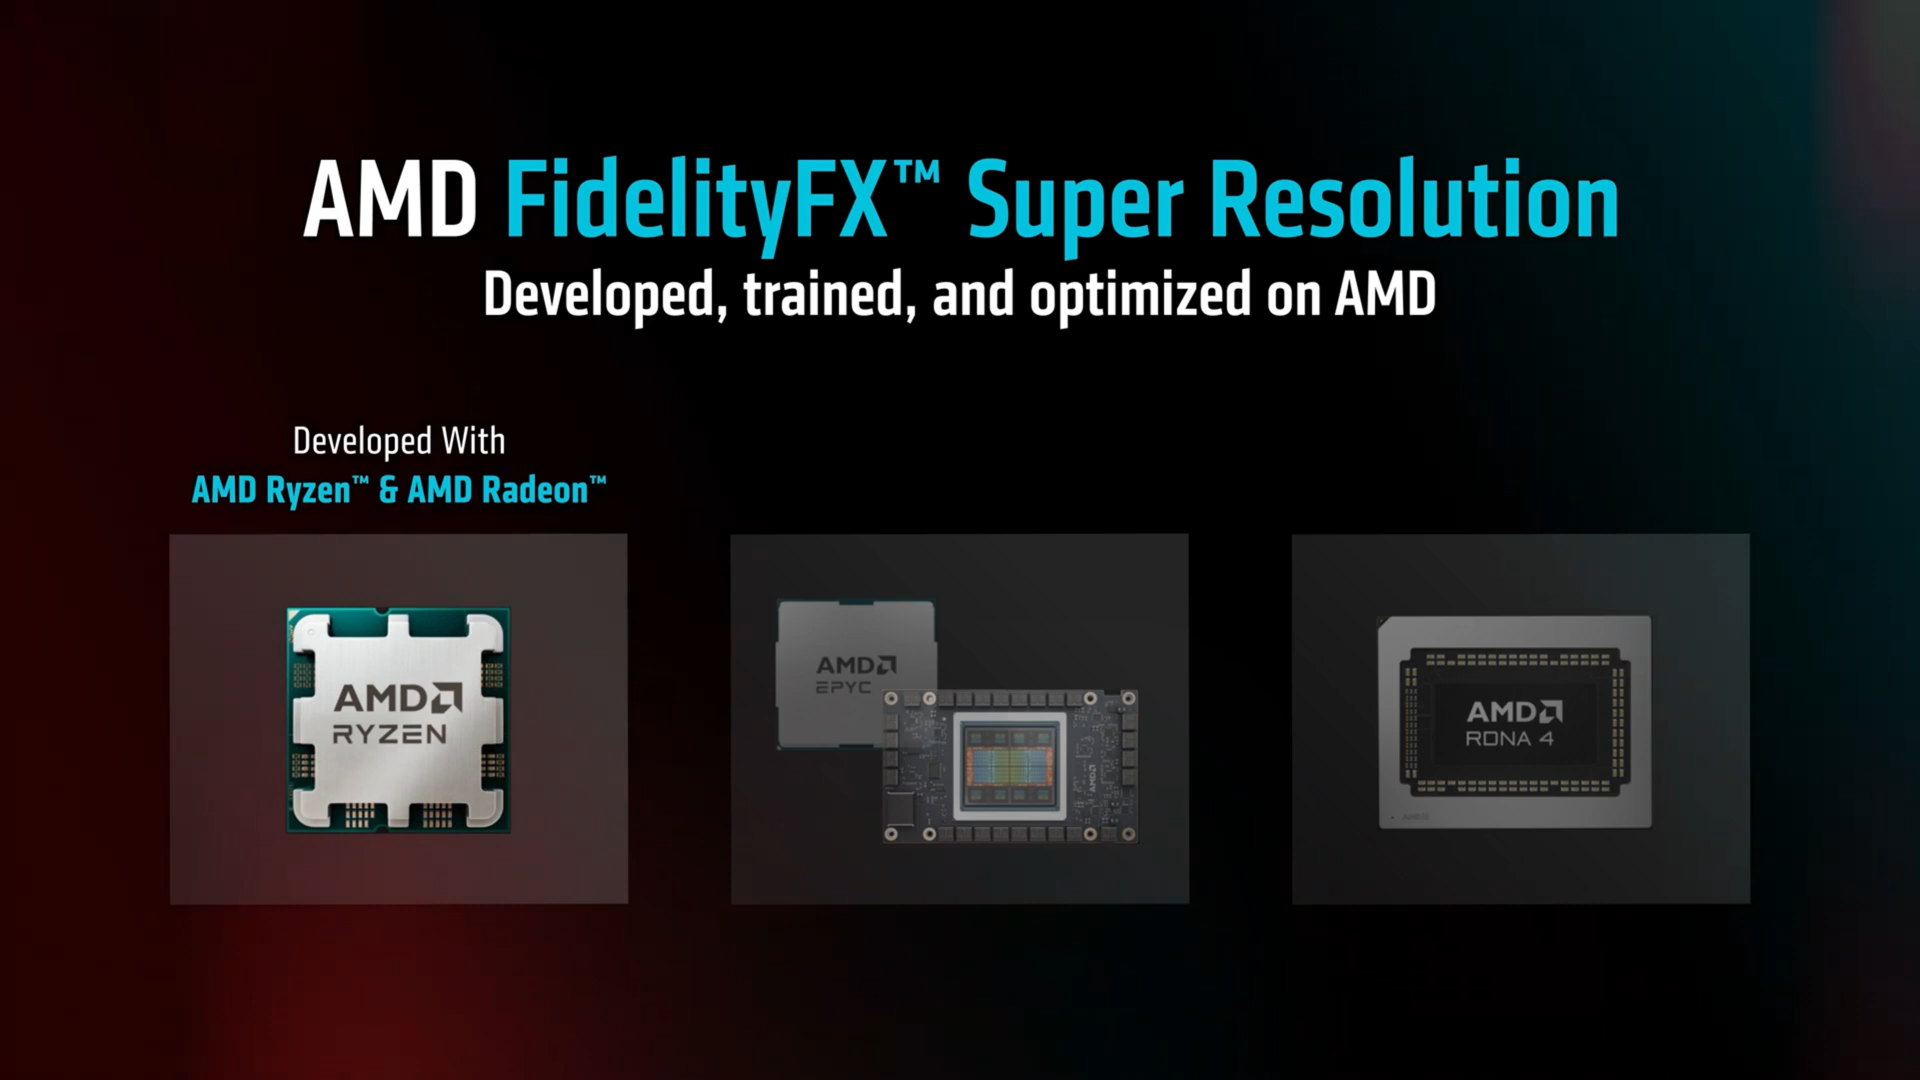 AMD FidelityFX™ Super Resolution
Developed, trained, and optimized on AMD
Developed With
AMD Ryzen™ & AMD Radeon™
AMD
RYZEN
AMD
EPYC
AMD
AMD
RDNA 4